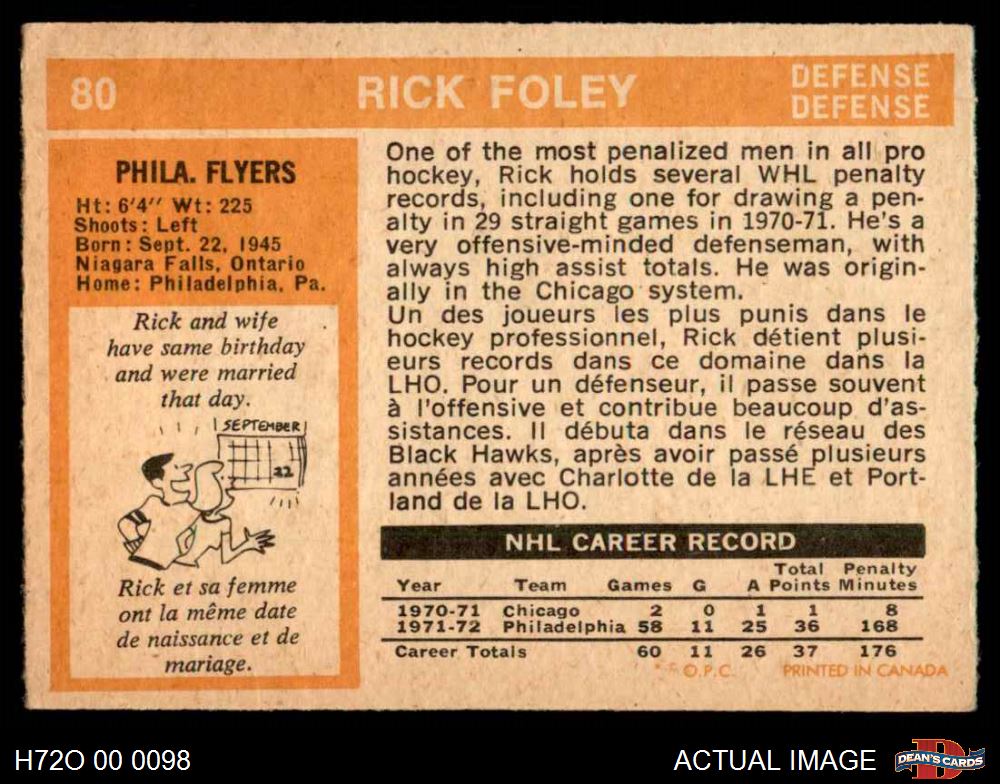 80 RICK FOLEY DEFENSE
DEFENSE
PHILA. FLYERS
Ht: 6'4'' Wt: 225
Shoots: Left
Born: Sept. 22, 1945
Niagara Falls, Ontario
Home: Philadelphia, Pa.
Rick and wife
have same birthday
and were married
that day.
SEPTEMBER
22
Rick et sa femme
ont la même date
de naissance et de
mariage.
One of the most penalized men in all pro
hockey, Rick holds several WHL penalty
records, including one for drawing a pen-
alty in 29 straight games in 1970-71. He's a
very offensive-minded defenseman, with
always high assist totals. He was origin-
ally in the Chicago system.
Un des joueurs les plus punis dans le
hockey professionnel, Rick détient plusi-
eurs records dans ce domaine dans la
LHO. Pour un défenseur, il passe souvent
à l'offensive et contribue beaucoup d'as-
sistances. Il débuta dans le réseau des
Black Hawks, après avoir passé plusieurs
années avec Charlotte de la LHE et Port-
land de la LHO.
NHL CAREER RECORD
Total Penalty
Year Team Games G A Points Minutes
1970-71 Chicago 2 0 1 1 8
1971-72 Philadelphia 58 11 25 36 168
Career Totals 60 11 26 37 176
* * © O.P.C. PRINTED IN CANADA
H72O 00 0098 ACTUAL IMAGE D DEAN'S CARDS